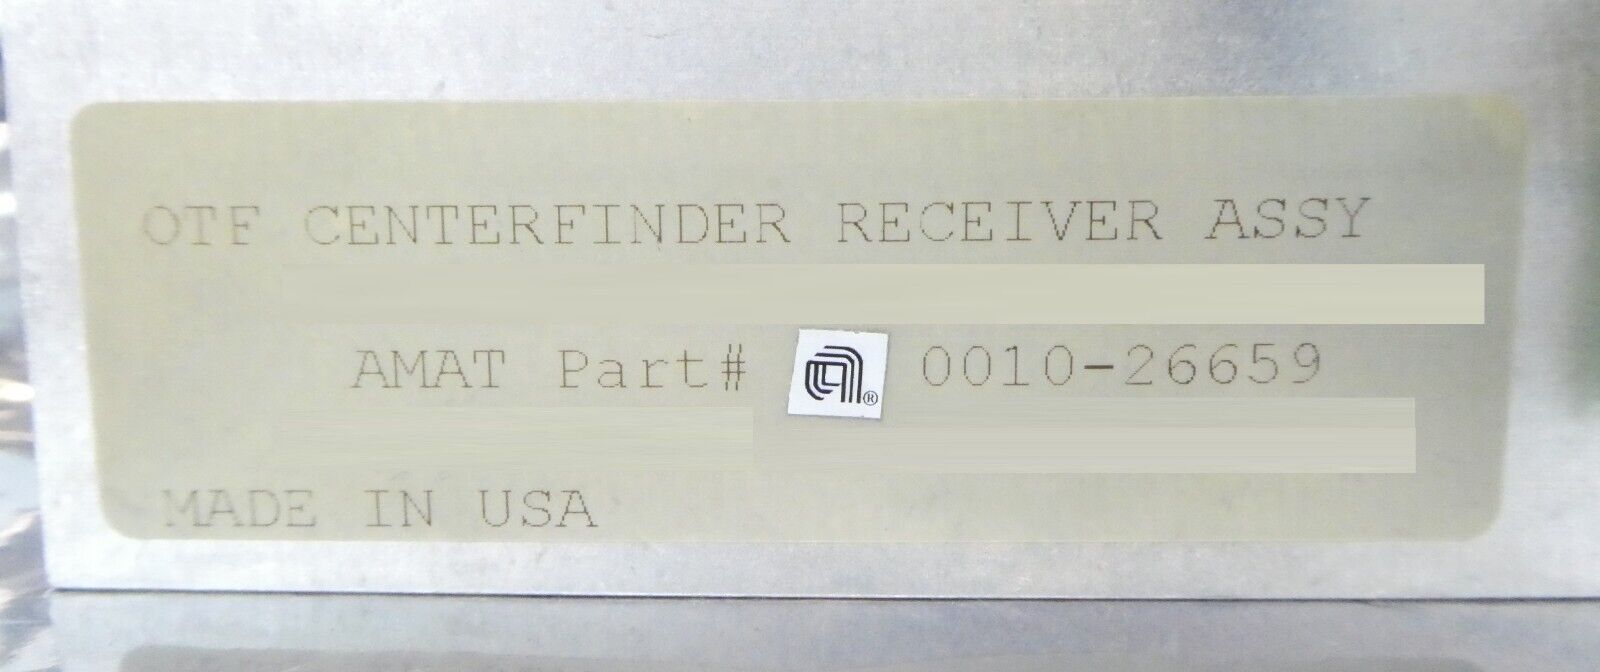 OTF CENTERFINDER RECEIVER ASSY
AMAT Part# ® 0010-26659
MADE IN USA